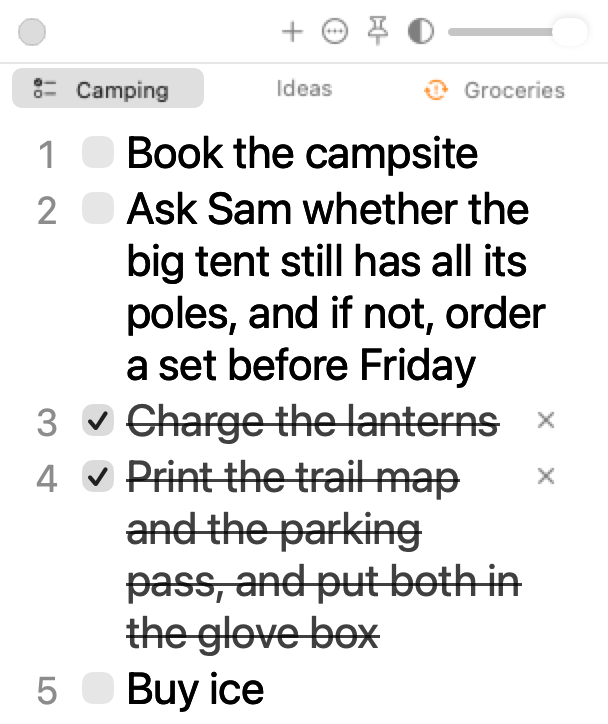 Camping Ideas Groceries
1 Book the campsite
2 Ask Sam whether the
big tent still has all its
poles, and if not, order
a set before Friday
3 Charge the lanterns
4 Print the trail map
and the parking
pass, and put both in
the glove box
5 Buy ice